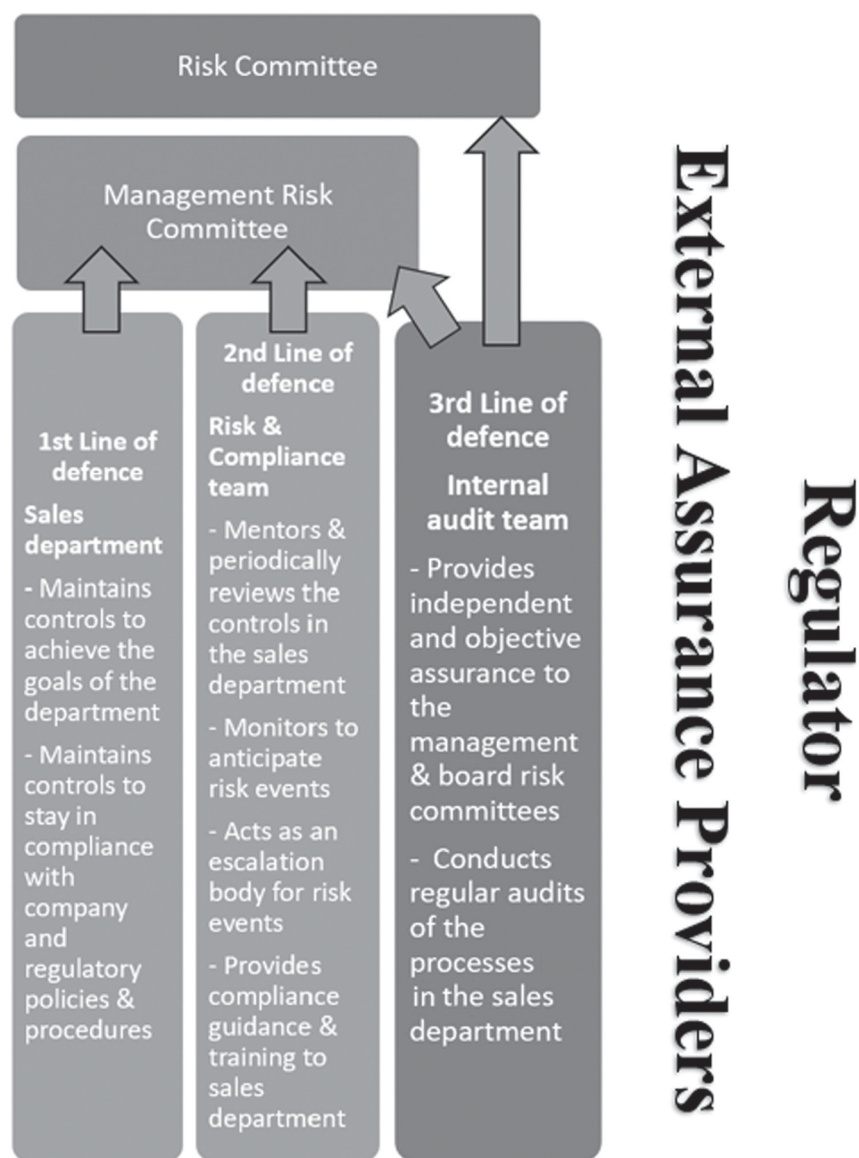 Risk Committee
Management Risk
Committee
1st Line of
defence
Sales
department
- Maintains
controls to
achieve the
goals of the
department
- Maintains
controls to
stay in
compliance
with
company
and
regulatory
policies &
procedures
2nd Line of
defence
Risk &
Compliance
team
- Mentors &
periodically
reviews the
controls in
the sales
department
- Monitors to
anticipate
risk events
- Acts as an
escalation
body for risk
events
- Provides
compliance
guidance &
training to
sales
department
3rd Line of
defence
Internal
audit team
- Provides
independent
and objective
assurance to
the
management
& board risk
committees
- Conducts
regular audits
of the
processes
in the sales
department
External Assurance Providers
Regulator